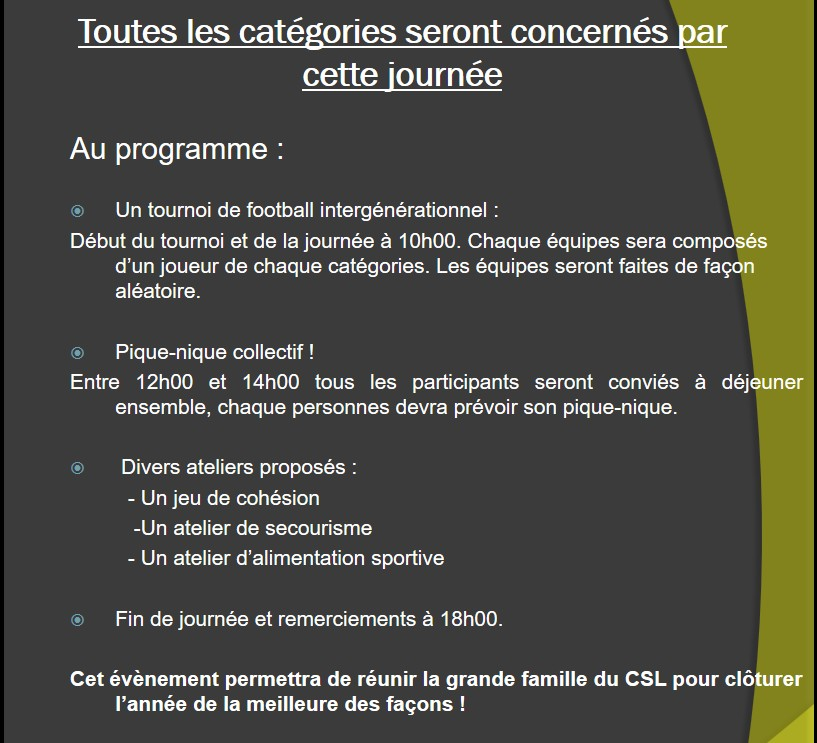 Toutes les catégories seront concernés par
cette journée
Au programme :
Un tournoi de football intergénérationnel :
Début du tournoi et de la journée à 10h00. Chaque équipes sera composés
d’un joueur de chaque catégories. Les équipes seront faites de façon
aléatoire.
Pique-nique collectif !
Entre 12h00 et 14h00 tous les participants seront conviés à déjeuner
ensemble, chaque personnes devra prévoir son pique-nique.
Divers ateliers proposés :
- Un jeu de cohésion
-Un atelier de secourisme
- Un atelier d’alimentation sportive
Fin de journée et remerciements à 18h00.
Cet évènement permettra de réunir la grande famille du CSL pour clôturer
l’année de la meilleure des façons !